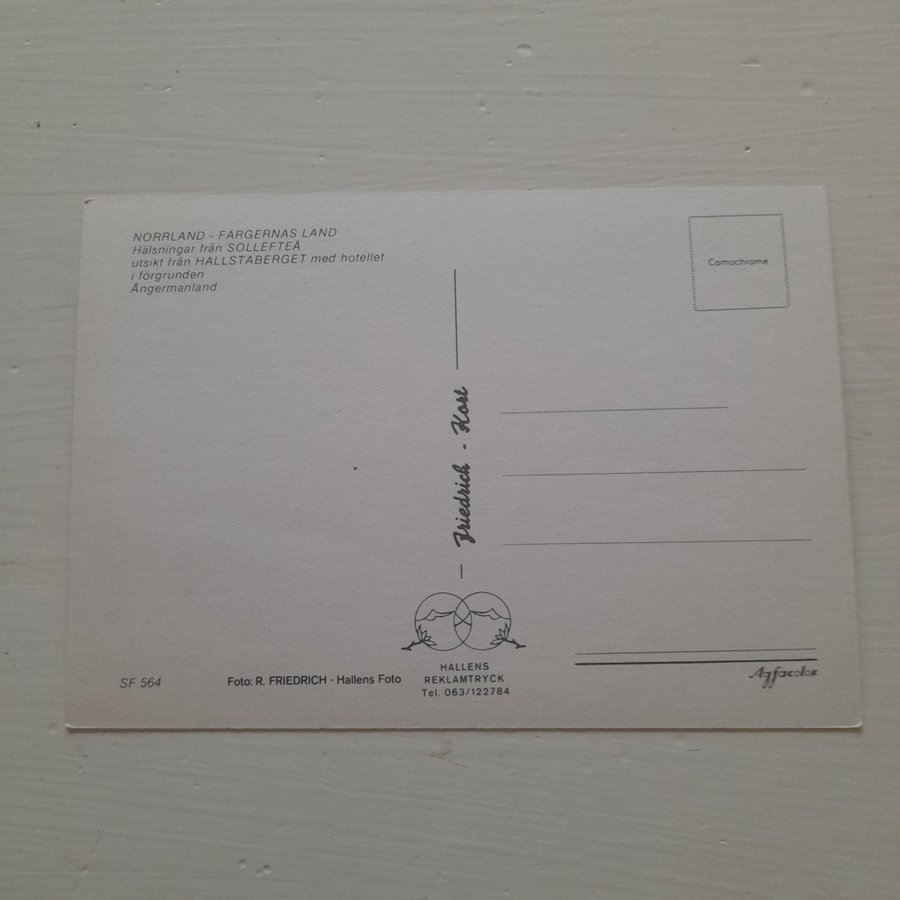 NORRLAND - FÄRGERNAS LAND
Hälsningar från SOLLEFTEÅ
utsikt från HALLSTABERGET med hotellet
i förgrunden
Ångermanland
Comochrome
— Friedrich - Kort —
HALLENS
REKLAMTRYCK
Tel. 063/122784
SF 564
Foto: R. FRIEDRICH · Hallens Foto
Agfacolor